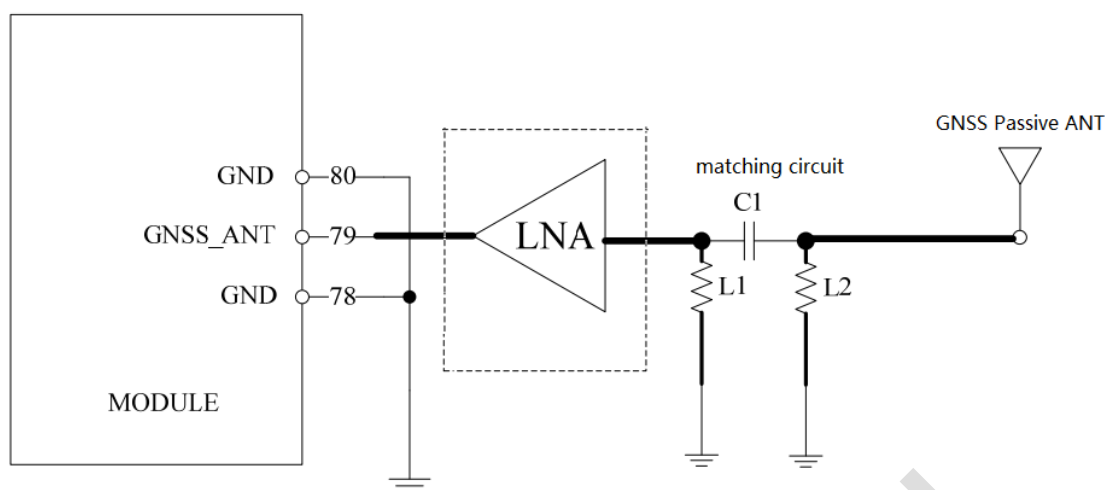 GNSS Passive ANT
matching circuit
C1
GND 80
GNSS_ANT 79
LNA
GND 78
L1
L2
MODULE